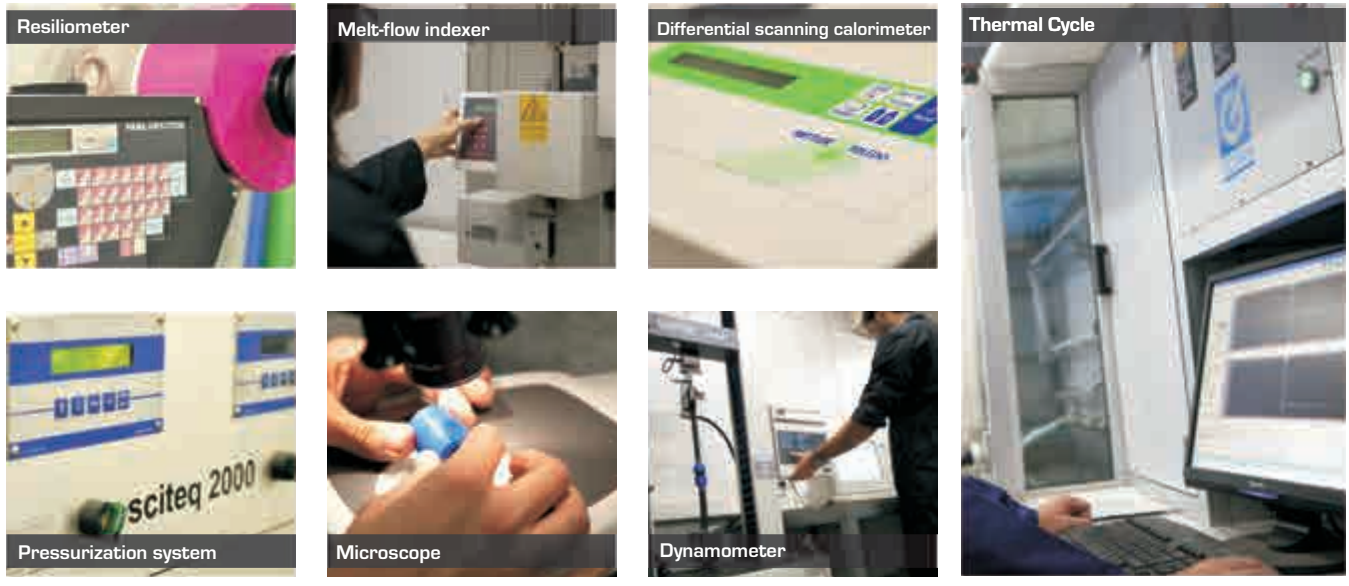 Resiliometer
Melt-flow indexer
Differential scanning calorimeter
Thermal Cycle
sciteq 2000
Pressurization system
Microscope
Dynamometer